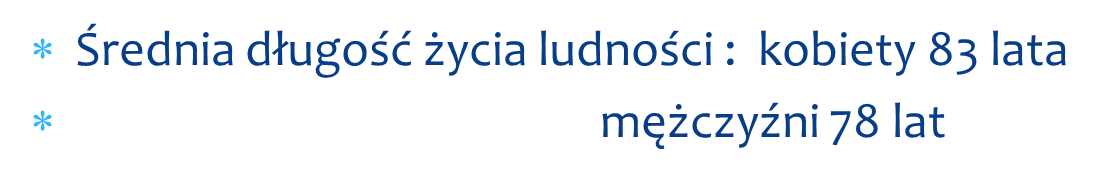 * Średnia długość życia ludności :  kobiety 83 lata
* mężczyźni 78 lat